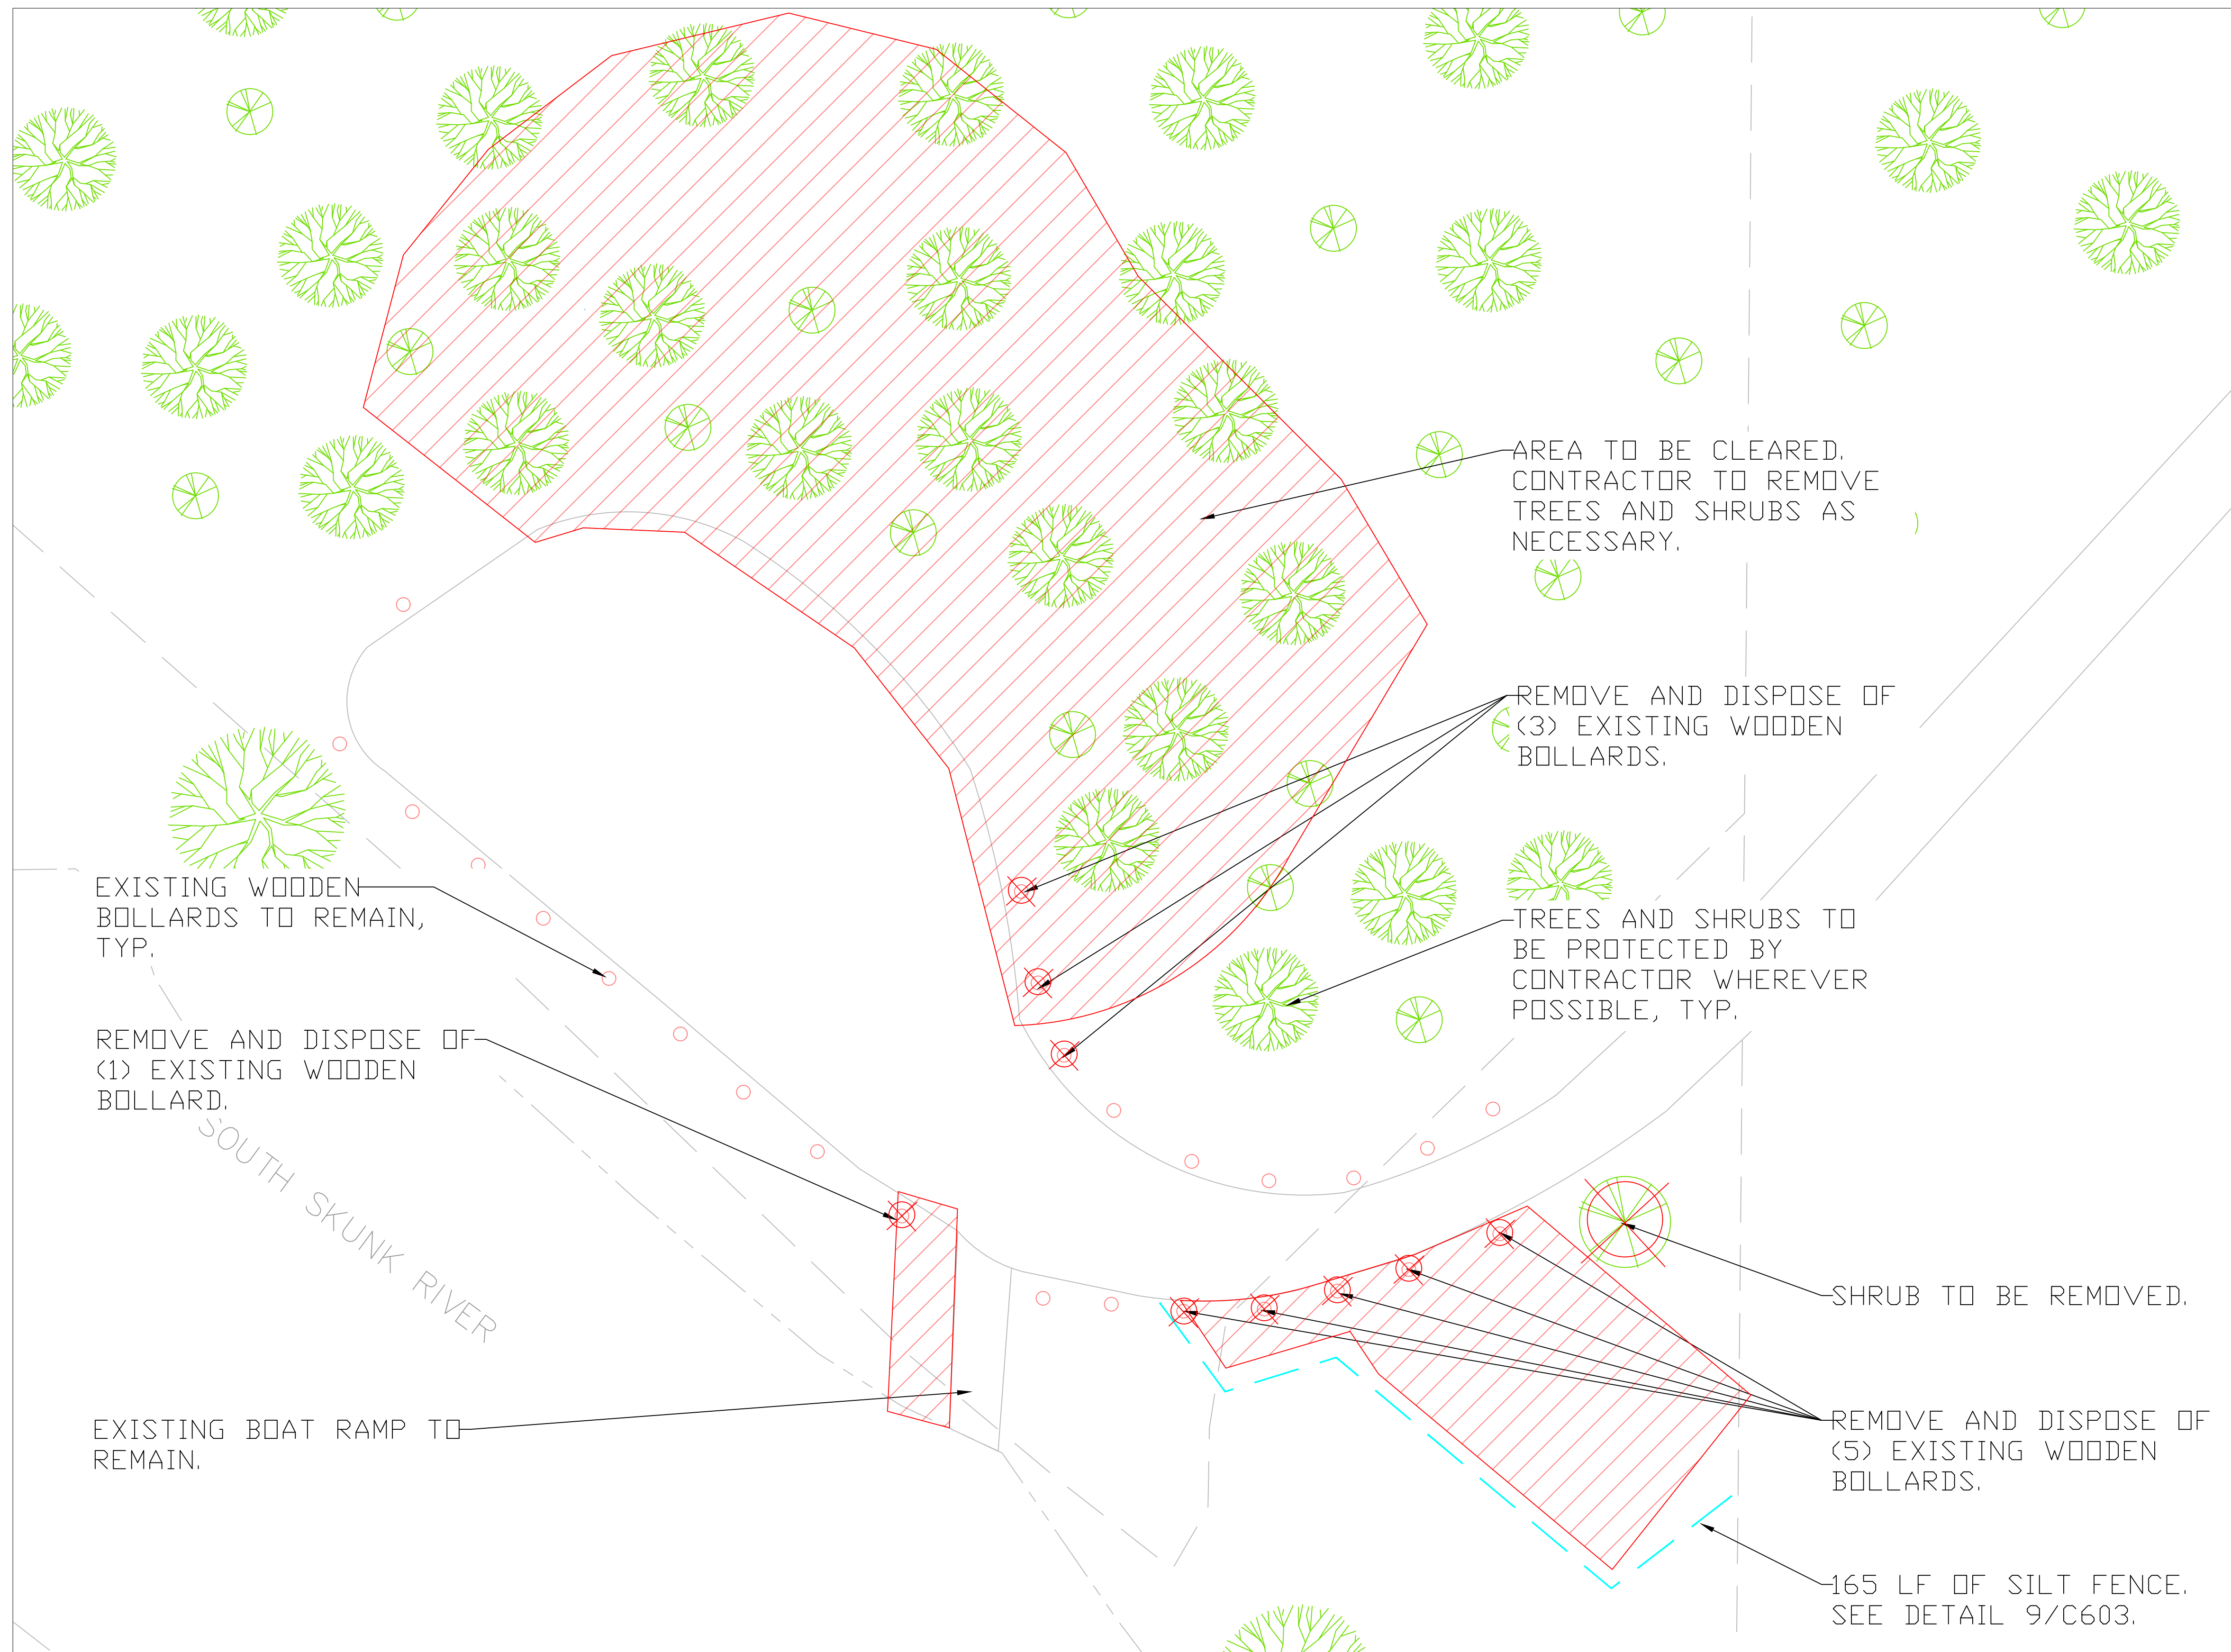 AREA TO BE CLEARED.
CONTRACTOR TO REMOVE
TREES AND SHRUBS AS
NECESSARY.
REMOVE AND DISPOSE OF
(3) EXISTING WOODEN
BOLLARDS.
EXISTING WOODEN
BOLLARDS TO REMAIN,
TYP.
TREES AND SHRUBS TO
BE PROTECTED BY
CONTRACTOR WHEREVER
POSSIBLE, TYP.
REMOVE AND DISPOSE OF
(1) EXISTING WOODEN
BOLLARD.
SOUTH SKUNK RIVER
SHRUB TO BE REMOVED.
EXISTING BOAT RAMP TO
REMAIN.
REMOVE AND DISPOSE OF
(5) EXISTING WOODEN
BOLLARDS.
165 LF OF SILT FENCE.
SEE DETAIL 9/C603.